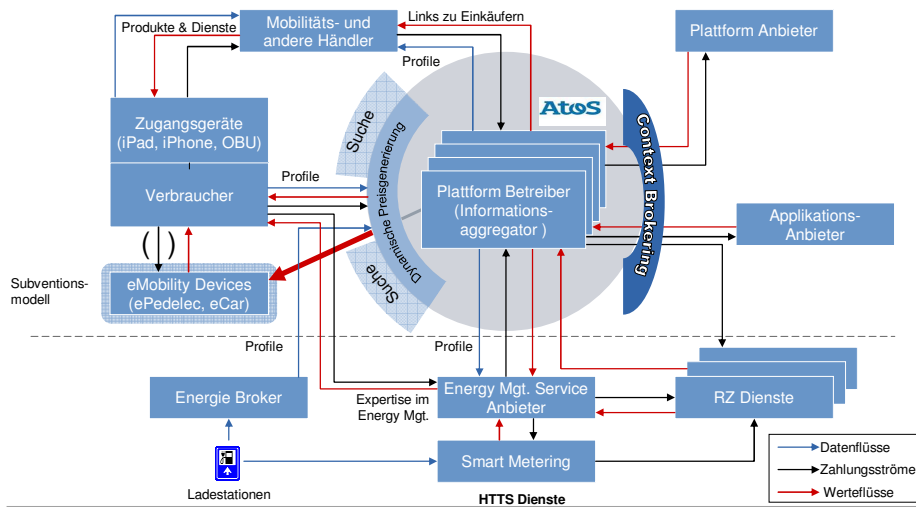 Produkte & Dienste
Mobilitäts- und
andere Händler
Links zu Einkäufern
Profile
Plattform Anbieter
Atos
Zugangsgeräte
(iPad, iPhone, OBU)
Verbraucher
Profile
Suche
Dynamische Preisgenerierung
Suche
Plattform Betreiber
(Informations-
aggregator )
Context Brokering
Applikations-
Anbieter
( )
Subventions-
modell
eMobility Devices
(ePedelec, eCar)
Profile
Profile
Energie Broker
Expertise im
Energy Mgt.
Energy Mgt. Service
Anbieter
RZ Dienste
Smart Metering
Ladestationen
HTTS Dienste
Datenflüsse
Zahlungsströme
Werteflüsse